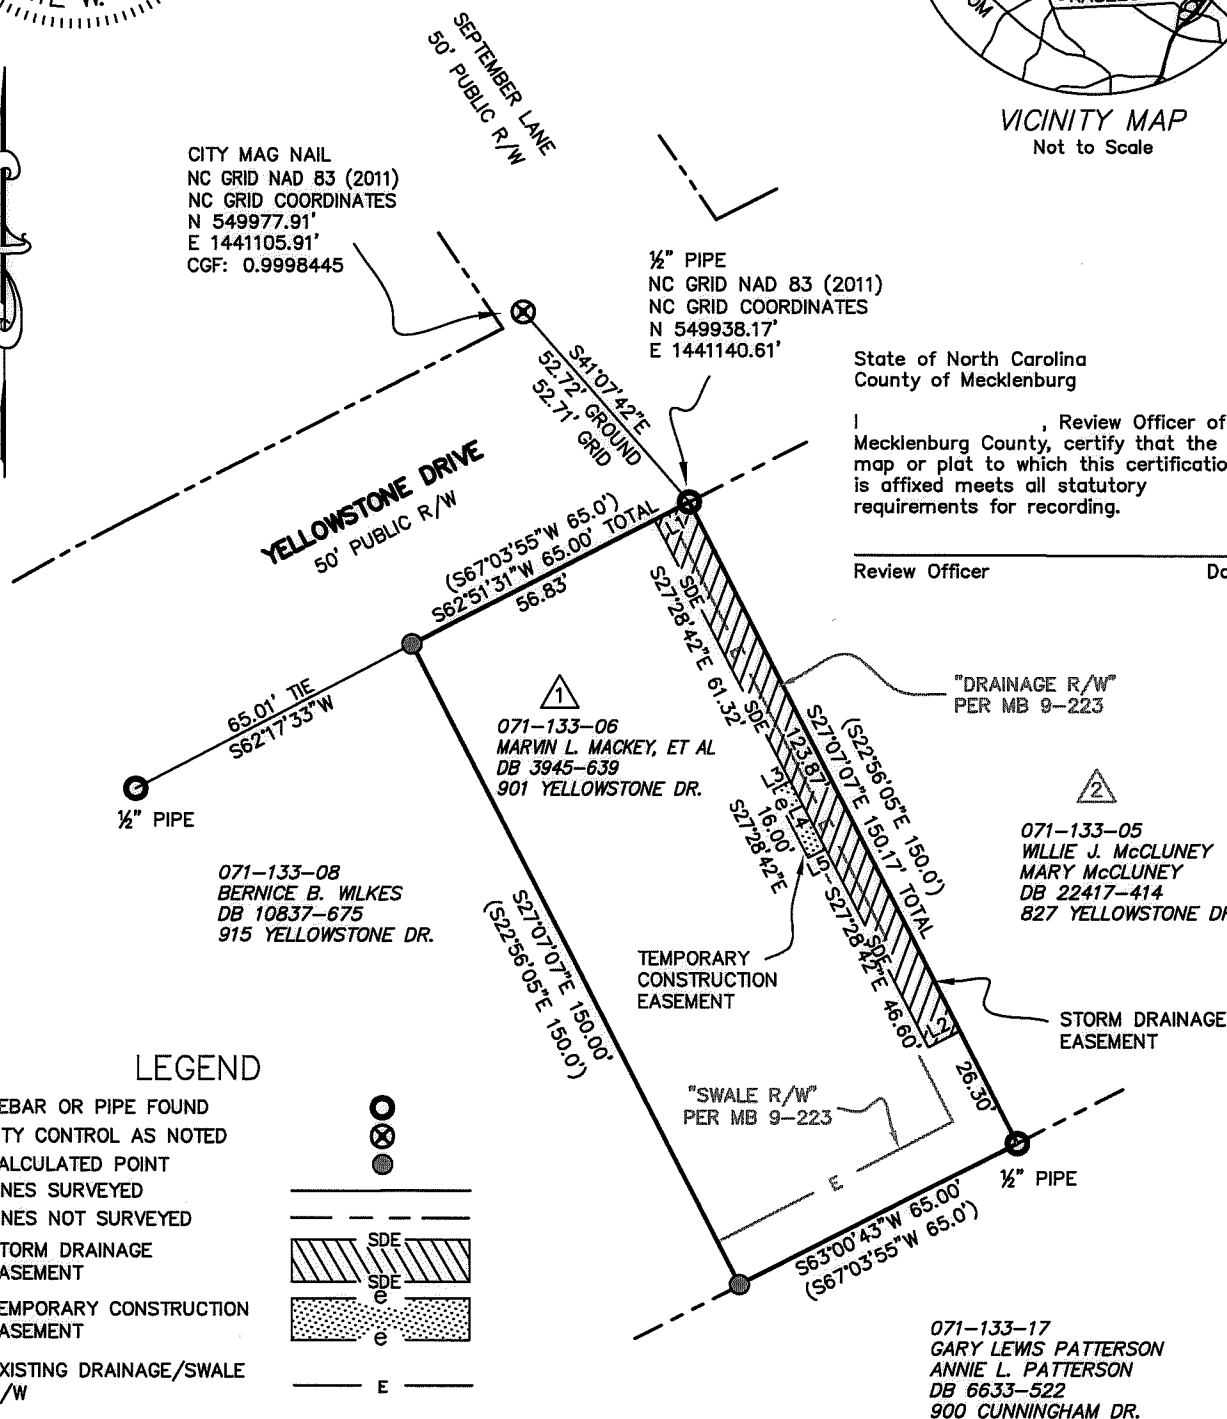 VICINITY MAP
Not to Scale
SEPTEMBER LANE
50' PUBLIC R/W
CITY MAG NAIL
NC GRID NAD 83 (2011)
NC GRID COORDINATES
N 549977.91'
E 1441105.91'
CGF: 0.9998445
½" PIPE
NC GRID NAD 83 (2011)
NC GRID COORDINATES
N 549938.17'
E 1441140.61'
S41°07'42"E
52.72' GROUND
52.71' GRID
State of North Carolina
County of Mecklenburg
I , Review Officer of
Mecklenburg County, certify that the
map or plat to which this certificatio
is affixed meets all statutory
requirements for recording.
Review Officer Da
YELLOWSTONE DRIVE
50' PUBLIC R/W
(S67°03'55"W 65.0')
S62°51'31"W 65.00' TOTAL
56.83'
L1
SDE
S27°28'42"E 61.32'
E
SDE
65.01' TIE
S62°17'33"W
½" PIPE
1
071-133-06
MARVIN L. MACKEY, ET AL
DB 3945-639
901 YELLOWSTONE DR.
"DRAINAGE R/W"
PER MB 9-223
(S22°56'05"E 150.0')
S27°07'07"E 150.17' TOTAL
123.87'
L3
e
L4
16.00'
S27°28'42"E
L5
S27°28'42"E 46.60'
SDE
L2
26.30'
2
071-133-05
WILLIE J. McCLUNEY
MARY McCLUNEY
DB 22417-414
827 YELLOWSTONE DR
071-133-08
BERNICE B. WILKES
DB 10837-675
915 YELLOWSTONE DR.
S27°07'07"E 150.00'
(S22°56'05"E 150.0')
TEMPORARY
CONSTRUCTION
EASEMENT
STORM DRAINAGE
EASEMENT
"SWALE R/W"
PER MB 9-223
E
½" PIPE
S63°00'43"W 65.00'
(S67°03'55"W 65.0')
LEGEND
EBAR OR PIPE FOUND
TY CONTROL AS NOTED
ALCULATED POINT
NES SURVEYED
NES NOT SURVEYED
TORM DRAINAGE
ASEMENT
SDE
SDE
EMPORARY CONSTRUCTION
ASEMENT
e
e
XISTING DRAINAGE/SWALE
/W
E
071-133-17
GARY LEWIS PATTERSON
ANNIE L. PATTERSON
DB 6633-522
900 CUNNINGHAM DR.